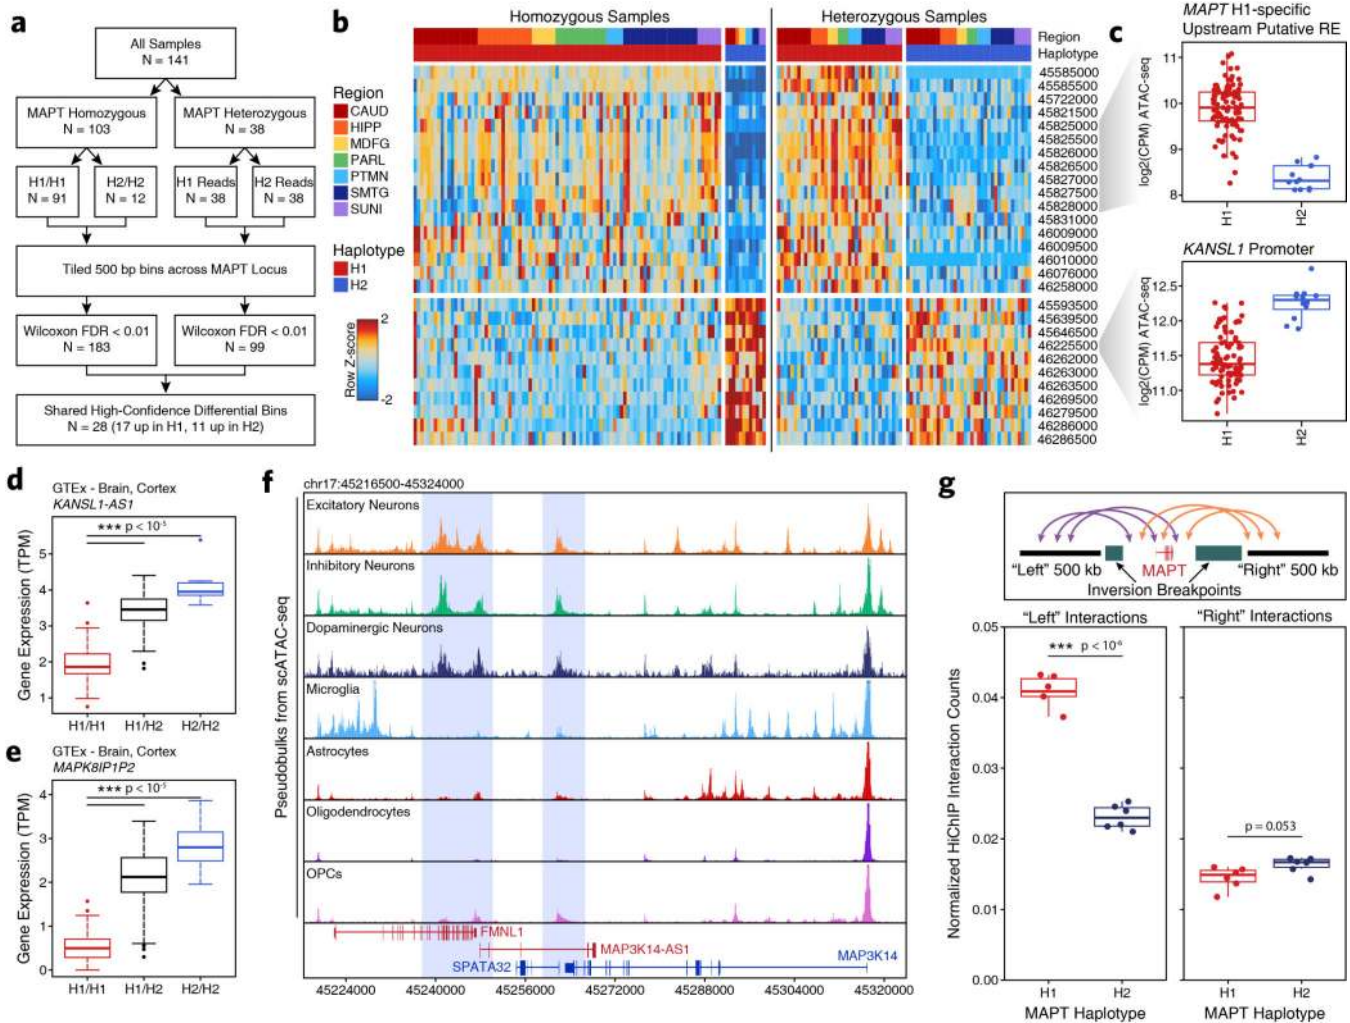 a
All Samples
N = 141
MAPT Homozygous
N = 103
MAPT Heterozygous
N = 38
H1/H1
N = 91
H2/H2
N = 12
H1 Reads
N = 38
H2 Reads
N = 38
Tiled 500 bp bins across MAPT Locus
Wilcoxon FDR < 0.01
N = 183
Wilcoxon FDR < 0.01
N = 99
Shared High-Confidence Differential Bins
N = 28 (17 up in H1, 11 up in H2)
b
Homozygous Samples
Heterozygous Samples
Region
Haplotype
Region
CAUD
HIPP
MDFG
PARL
PTMN
SMTG
SUNI
Haplotype
H1
H2
Row Z-score
2
-2
45585000
45585500
45722000
45821500
45825000
45825500
45826000
45826500
45827000
45827500
45828000
45831000
46009000
46009500
46010000
46076000
46258000
45593500
45639500
45646500
46225500
46262000
46263000
46263500
46269500
46279500
46286000
46286500
c
MAPT H1-specific
Upstream Putative RE
log2(CPM) ATAC-seq
11
10
9
8
H1
H2
KANSL1 Promoter
log2(CPM) ATAC-seq
12.5
12.0
11.5
11.0
H1
H2
d
GTEx - Brain, Cortex
KANSL1-AS1
*** p < 10-5
Gene Expression (TPM)
5
4
3
2
1
H1/H1 H1/H2 H2/H2
e
GTEx - Brain, Cortex
MAPK8IP1P2
*** p < 10-5
Gene Expression (TPM)
4
3
2
1
0
H1/H1 H1/H2 H2/H2
f
chr17:45216500-45324000
Pseudobulks from scATAC-seq
Excitatory Neurons
Inhibitory Neurons
Dopaminergic Neurons
Microglia
Astrocytes
Oligodendrocytes
OPCs
FMNL1
MAP3K14-AS1
SPATA32
MAP3K14
45224000 45240000 45256000 45272000 45288000 45304000 45320000
g
"Left" 500 kb
MAPT
"Right" 500 kb
Inversion Breakpoints
"Left" Interactions
"Right" Interactions
Normalized HiChIP Interaction Counts
0.05
0.04
0.03
0.02
0.01
0.00
*** p < 10-6
p = 0.053
H1 H2
H1 H2
MAPT Haplotype
MAPT Haplotype